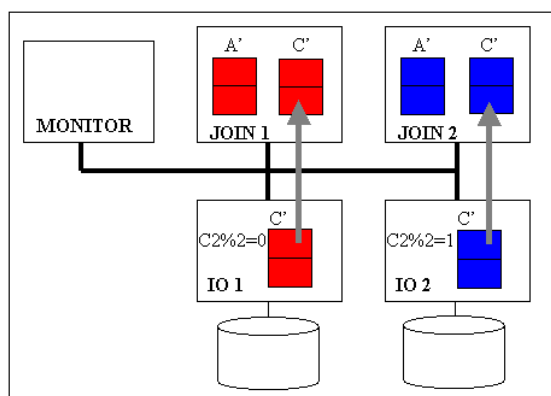 A’ C’
A’ C’
MONITOR
JOIN 1
JOIN 2
C’
C2%2=0
IO 1
C’
C2%2=1
IO 2